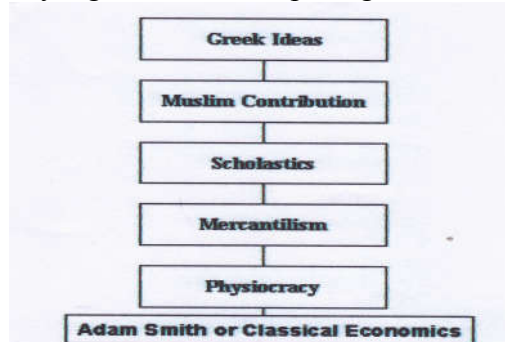 Greek Ideas
Muslim Contribution
Scholastics
Mercantilism
Physiocracy
Adam Smith or Classical Economics